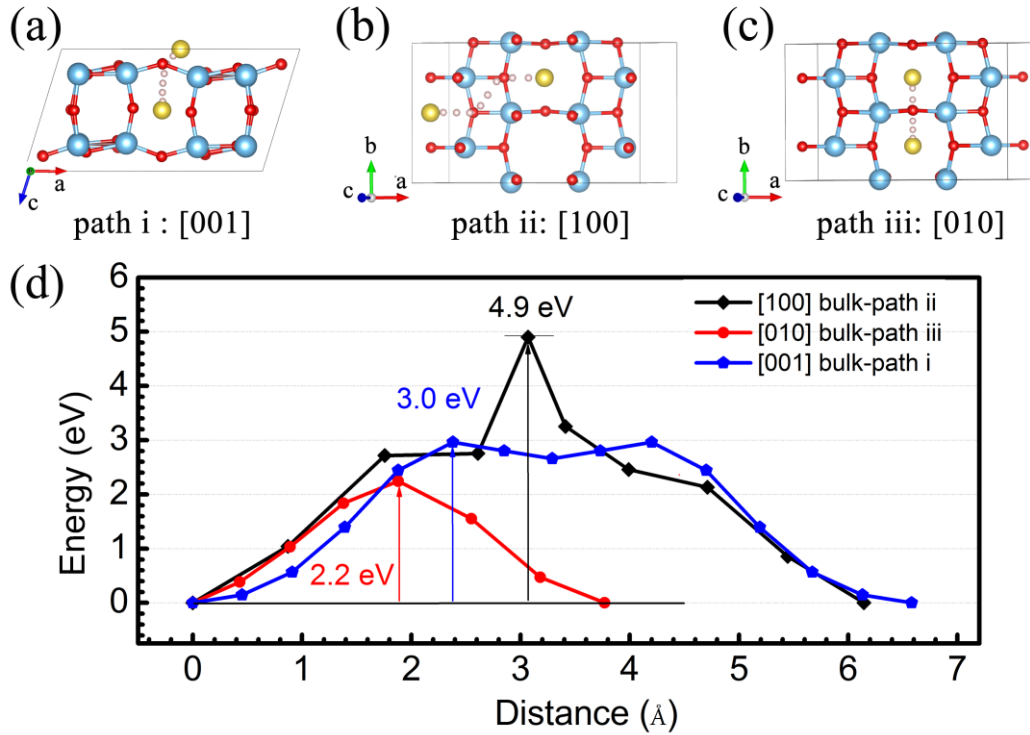 (a)
a
c
path i : [001]
(b)
b
a
c
path ii: [100]
(c)
b
a
c
path iii: [010]
(d)
Energy (eV)
6
5
4
3
2
1
0
4.9 eV
3.0 eV
2.2 eV
[100] bulk-path ii
[010] bulk-path iii
[001] bulk-path i
0 1 2 3 4 5 6 7
Distance (Å)